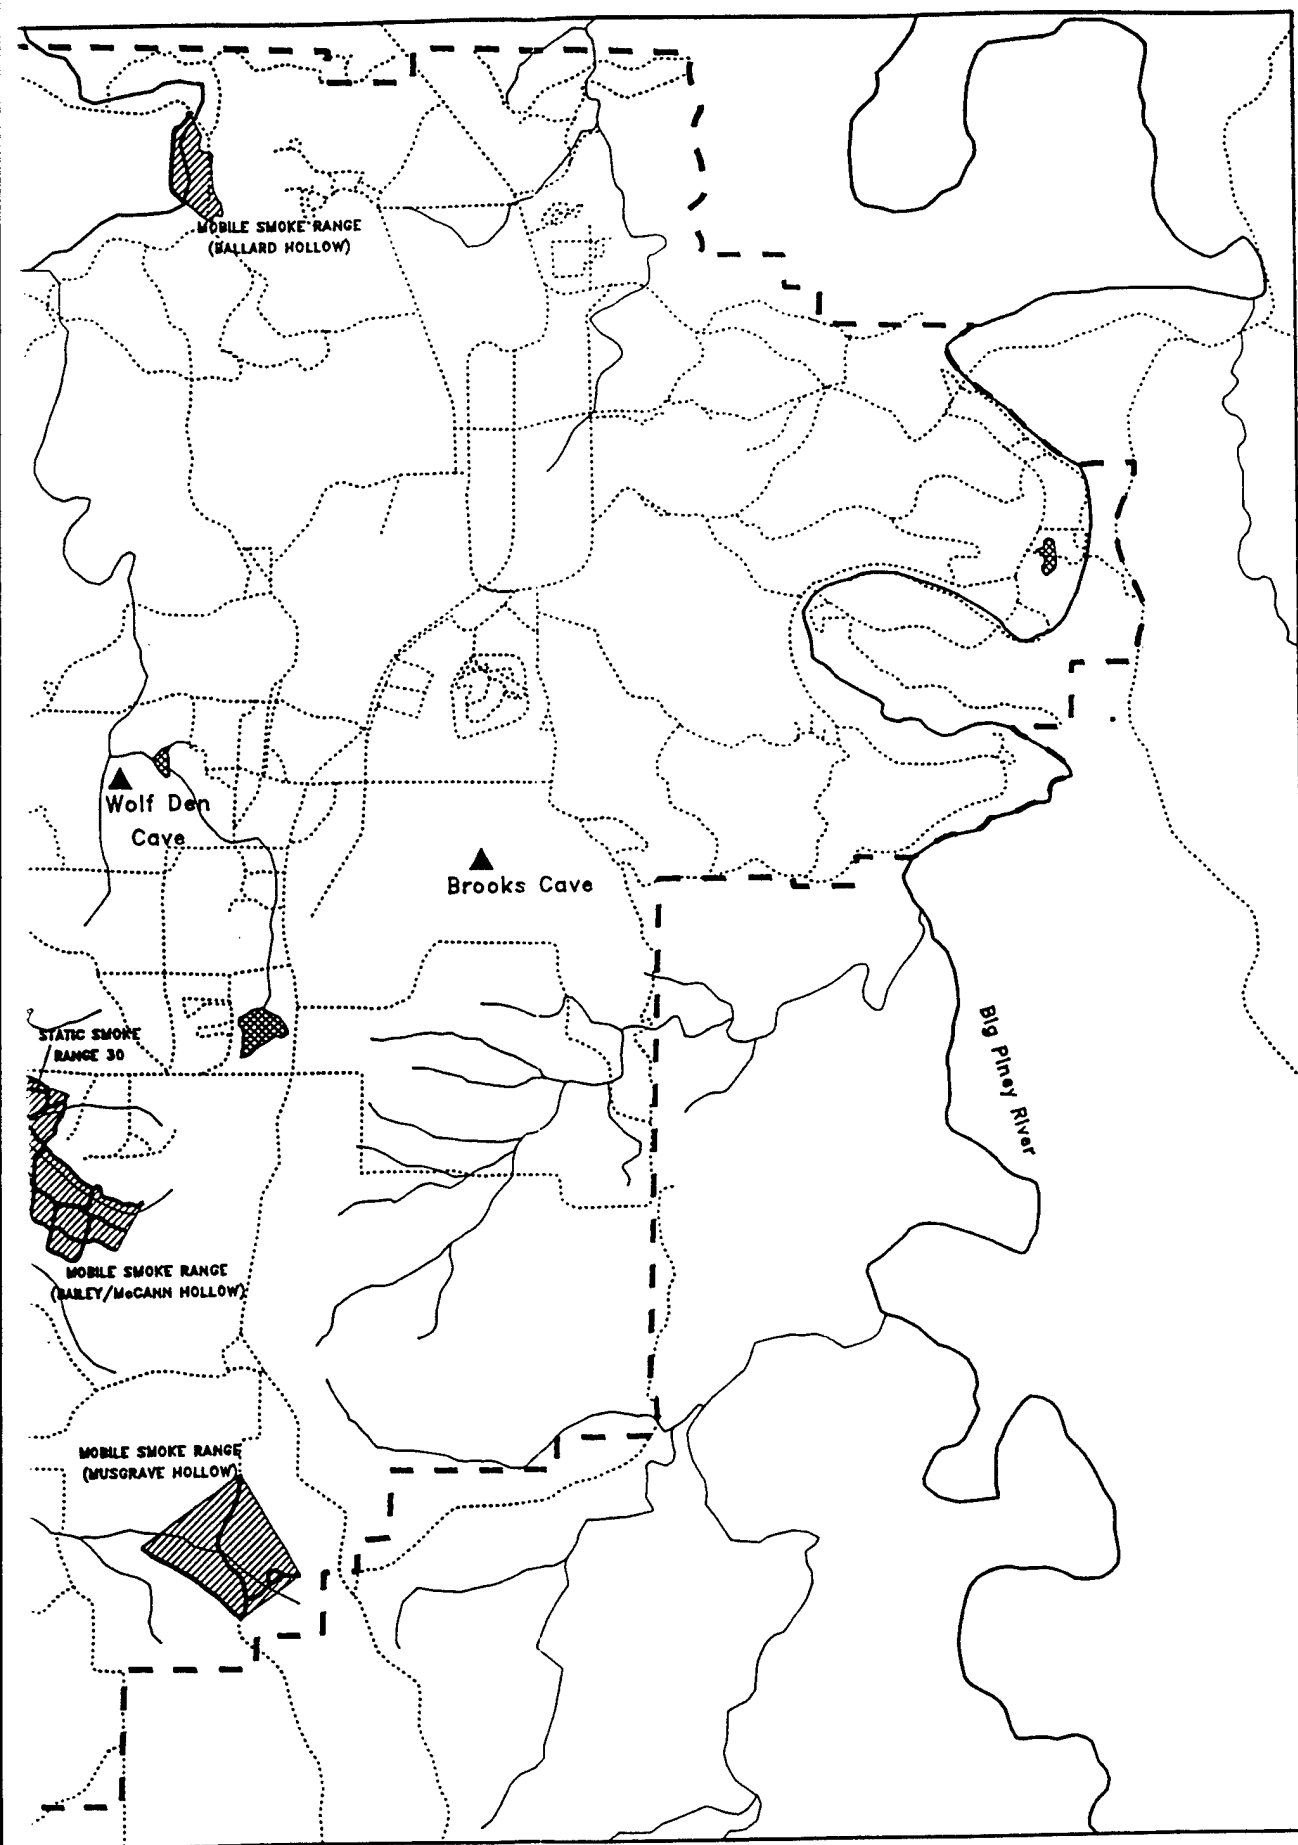 MOBILE SMOKE RANGE
(BALLARD HOLLOW)
Wolf Den
Cave
Brooks Cave
STATIC SMOKE
RANGE 30
Big Piney River
MOBILE SMOKE RANGE
(BAILEY/McCANN HOLLOW)
MOBILE SMOKE RANGE
(MUSGRAVE HOLLOW)